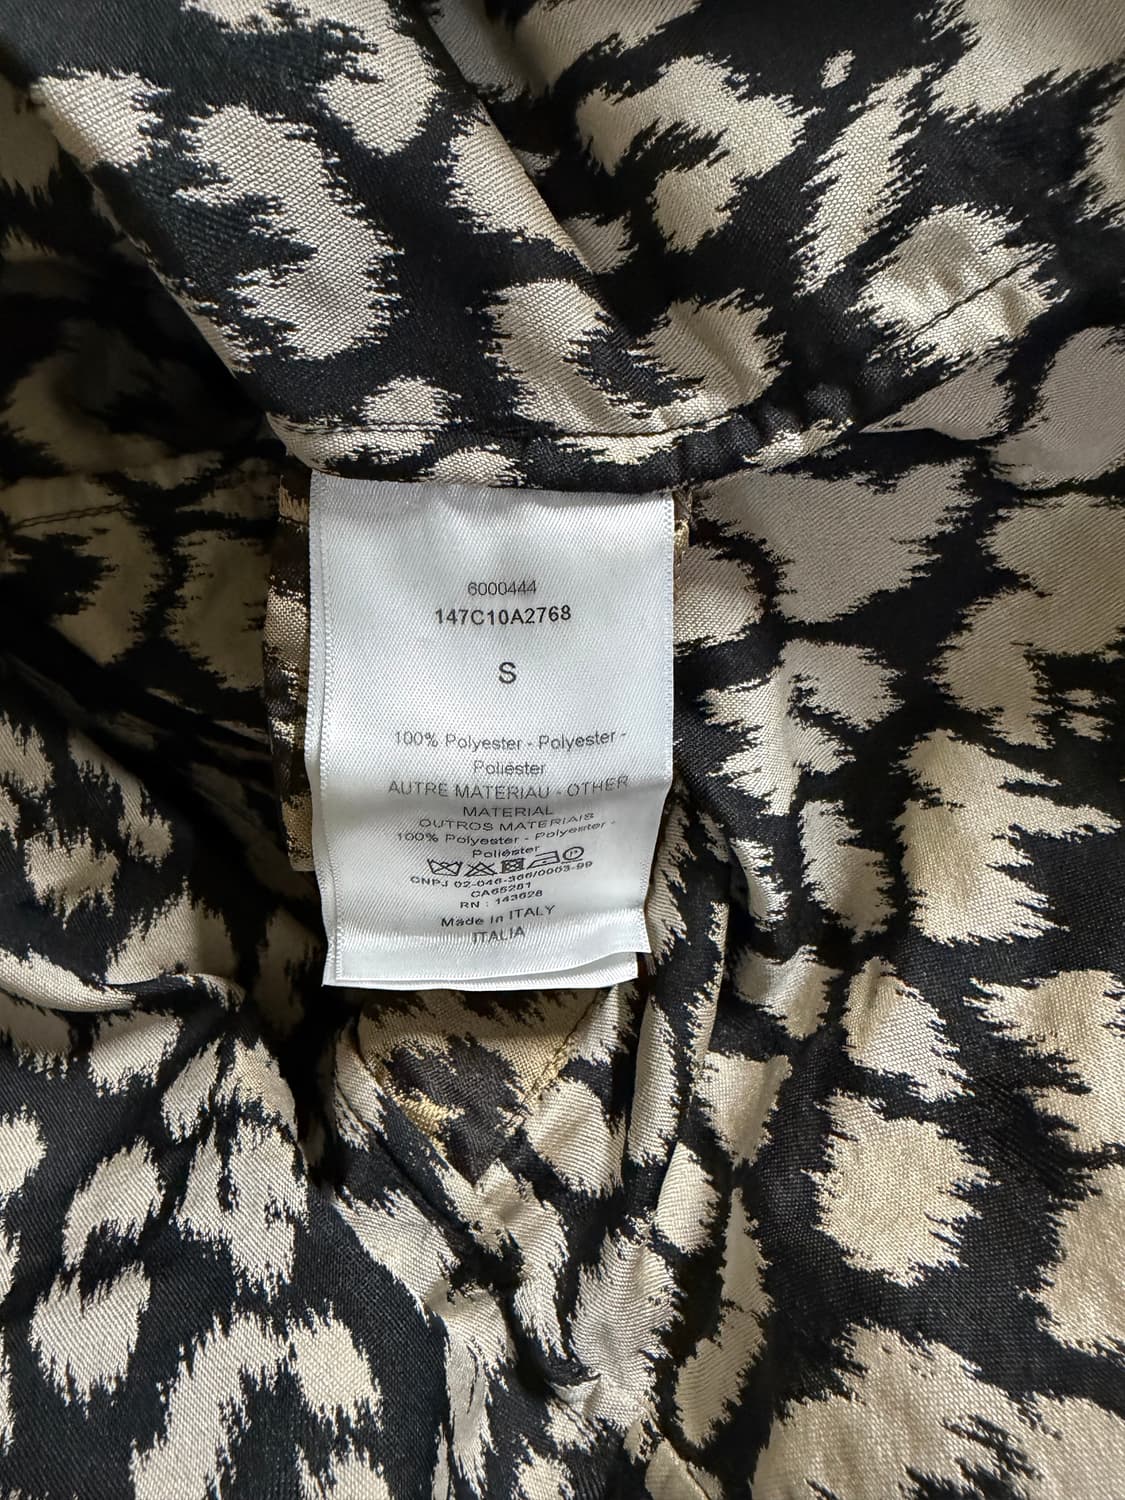 6000444
147C10A2768
S
100% Polyester - Polyester -
Poliéster
AUTRE MATERIAU - OTHER
MATERIAL
OUTROS MATERIAIS
100% Polyester - Polyester -
Poliéster
CNPJ 02-046-366/0003-99
CA65281
RN : 143628
Made in ITALY
ITALIA